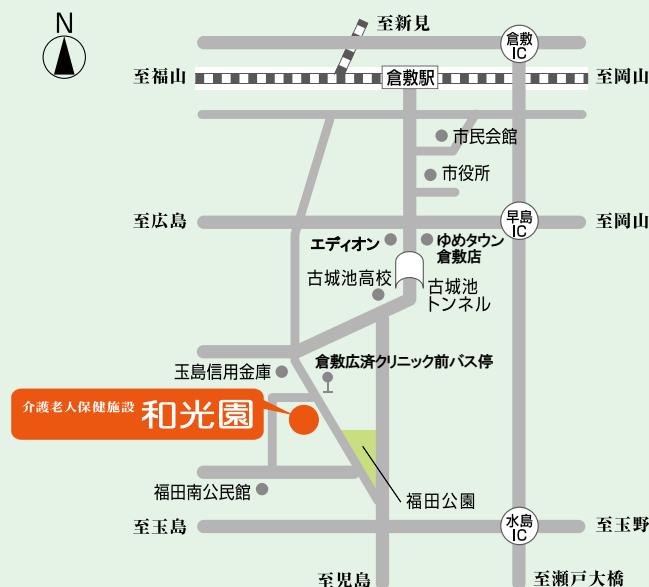 N
至新見
倉敷
IC
至福山
倉敷駅
至岡山
市民会館
市役所
至広島
早島
IC
至岡山
エディオン
ゆめタウン
倉敷店
古城池高校
古城池
トンネル
倉敷広済クリニック前バス停
玉島信用金庫
介護老人保健施設 和光園
福田南公民館
福田公園
至玉島
水島
IC
至玉野
至児島
至瀬戸大橋